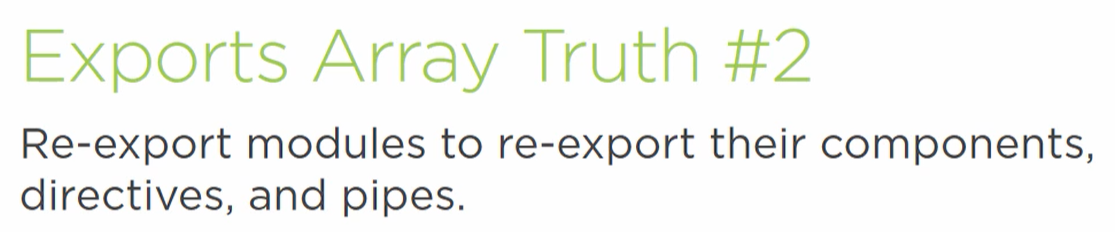 Exports Array Truth #2
Re-export modules to re-export their components,
directives, and pipes.